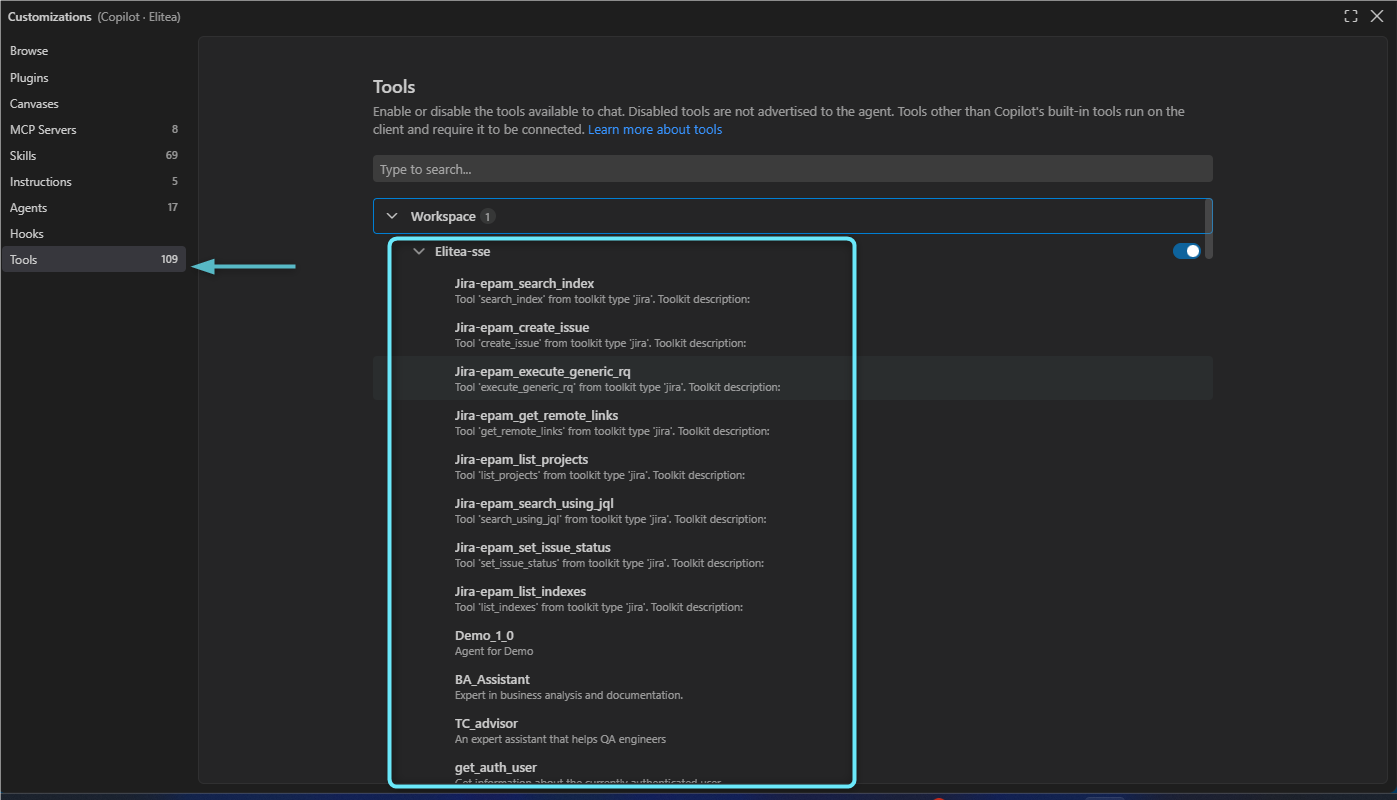 Customizations (Copilot · Elitea)
Browse
Plugins
Canvases
MCP Servers 8
Skills 69
Instructions 5
Agents 17
Hooks
Tools 109
Tools
Enable or disable the tools available to chat. Disabled tools are not advertised to the agent. Tools other than Copilot's built-in tools run on the
client and require it to be connected. Learn more about tools
Type to search...
Workspace 1
Elitea-sse
Jira-epam_search_index
Tool 'search_index' from toolkit type 'jira'. Toolkit description:
Jira-epam_create_issue
Tool 'create_issue' from toolkit type 'jira'. Toolkit description:
Jira-epam_execute_generic_rq
Tool 'execute_generic_rq' from toolkit type 'jira'. Toolkit description:
Jira-epam_get_remote_links
Tool 'get_remote_links' from toolkit type 'jira'. Toolkit description:
Jira-epam_list_projects
Tool 'list_projects' from toolkit type 'jira'. Toolkit description:
Jira-epam_search_using_jql
Tool 'search_using_jql' from toolkit type 'jira'. Toolkit description:
Jira-epam_set_issue_status
Tool 'set_issue_status' from toolkit type 'jira'. Toolkit description:
Jira-epam_list_indexes
Tool 'list_indexes' from toolkit type 'jira'. Toolkit description:
Demo_1_0
Agent for Demo
BA_Assistant
Expert in business analysis and documentation.
TC_advisor
An expert assistant that helps QA engineers
get_auth_user
Get information about the currently authenticated user